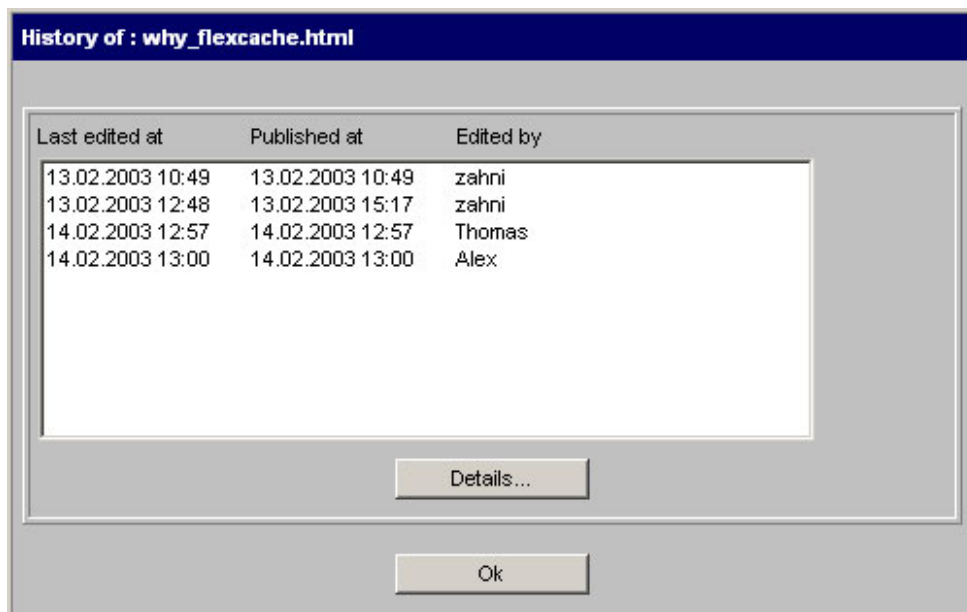 History of : why_flexcache.html
Last edited at Published at Edited by
13.02.2003 10:49 13.02.2003 10:49 zahni
13.02.2003 12:48 13.02.2003 15:17 zahni
14.02.2003 12:57 14.02.2003 12:57 Thomas
14.02.2003 13:00 14.02.2003 13:00 Alex
Details...
Ok